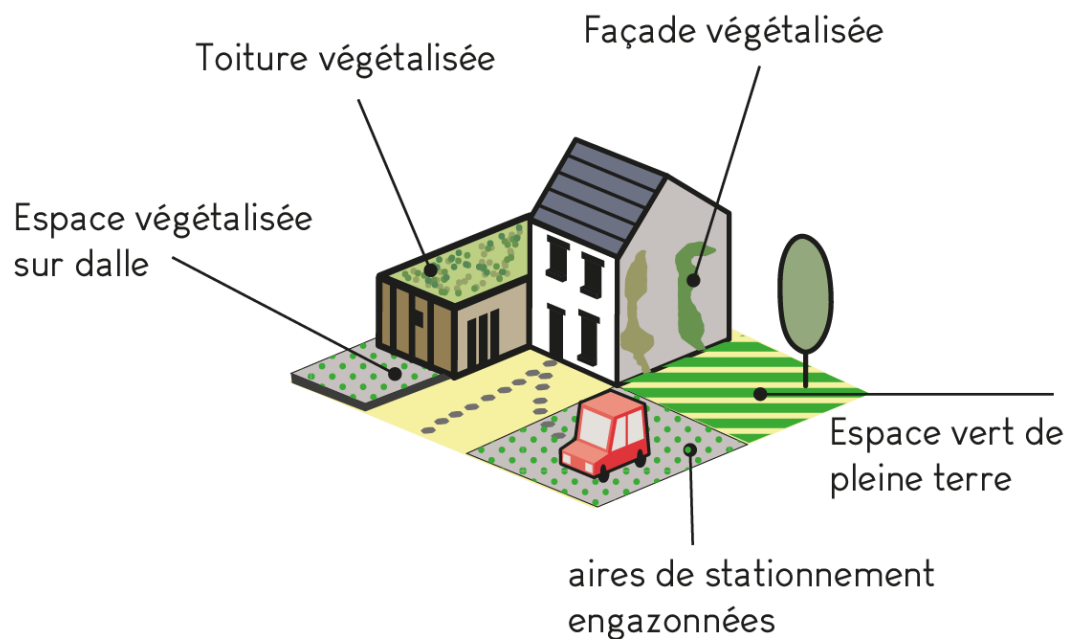 Façade végétalisée
Toiture végétalisée
Espace végétalisée
sur dalle
Espace vert de
pleine terre
aires de stationnement
engazonnées